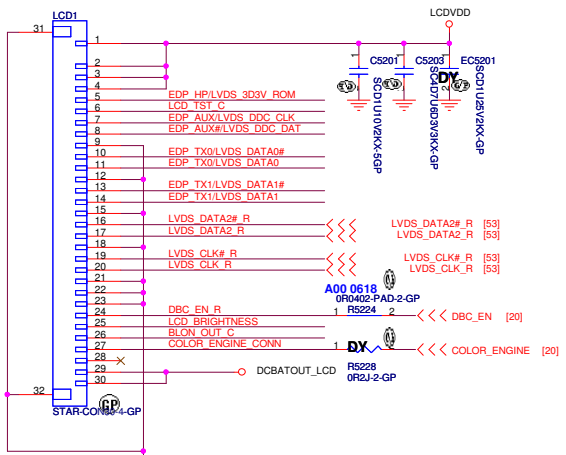 LCD1
LCDVDD
31
1
2
3
4
5 EDP_HP/LVDS_3D3V_ROM
6 LCD_TST_C
7 EDP_AUX/LVDS_DDC_CLK
8 EDP_AUX#/LVDS_DDC_DAT
9
10 EDP_TX0/LVDS_DATA0#
11 EDP_TX0/LVDS_DATA0
12
13 EDP_TX1/LVDS_DATA1#
14 EDP_TX1/LVDS_DATA1
15
16 LVDS_DATA2#_R LVDS_DATA2#_R [53]
17 LVDS_DATA2_R LVDS_DATA2_R [53]
18
19 LVDS_CLK#_R LVDS_CLK#_R [53]
20 LVDS_CLK_R LVDS_CLK_R [53]
21
22
23
24 DBC_EN_R DBC_EN [20]
25 LCD_BRIGHTNESS
26 BLON_OUT_C
27 COLOR_ENGINE_CONN COLOR_ENGINE [20]
28
29 DCBATOUT_LCD
30
32
GP
C5201
SCD1U10V2KX-5GP
C5203
SC4D7U6D3V3KX-GP
EC5201
DY
SCD1U25V2KX-GP
A00 0618
0R0402-PAD-2-GP
1 R5224 2
1 DY
R5228
0R2J-2-GP